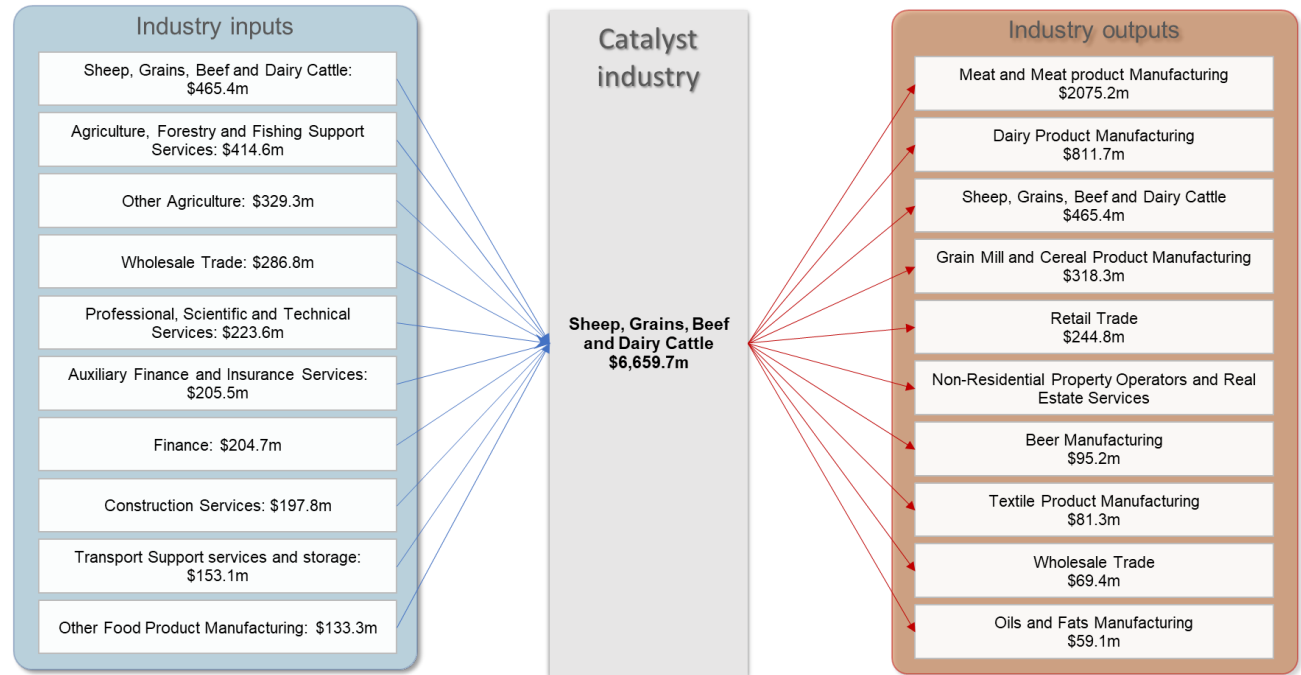 Industry inputs
Sheep, Grains, Beef and Dairy Cattle:
$465.4m
Agriculture, Forestry and Fishing Support
Services: $414.6m
Other Agriculture: $329.3m
Wholesale Trade: $286.8m
Professional, Scientific and Technical
Services: $223.6m
Auxiliary Finance and Insurance Services:
$205.5m
Finance: $204.7m
Construction Services: $197.8m
Transport Support services and storage:
$153.1m
Other Food Product Manufacturing: $133.3m
Catalyst
industry
Sheep, Grains, Beef
and Dairy Cattle
$6,659.7m
Industry outputs
Meat and Meat product Manufacturing
$2075.2m
Dairy Product Manufacturing
$811.7m
Sheep, Grains, Beef and Dairy Cattle
$465.4m
Grain Mill and Cereal Product Manufacturing
$318.3m
Retail Trade
$244.8m
Non-Residential Property Operators and Real
Estate Services
Beer Manufacturing
$95.2m
Textile Product Manufacturing
$81.3m
Wholesale Trade
$69.4m
Oils and Fats Manufacturing
$59.1m